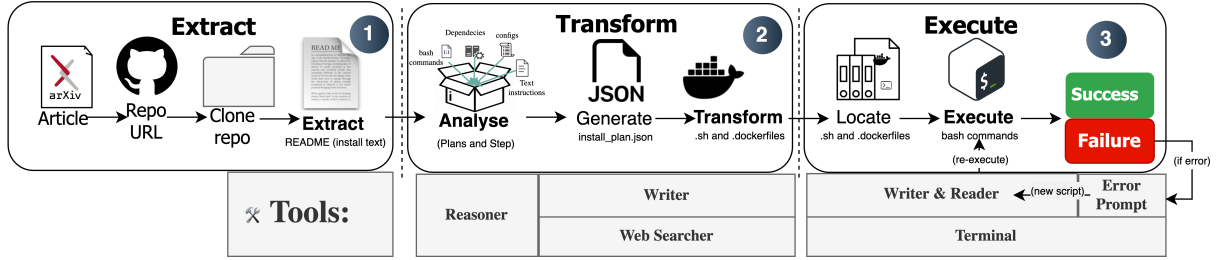 Extract
1
arXiv
Article
Repo
URL
Clone
repo
READ ME
Extract
README (install text)
Transform
2
Dependecies
configs
bash
commands
Text
instructions
Analyse
(Plans and Step)
JSON
Generate
install_plan.json
Transform
.sh and .dockerfiles
Execute
3
Locate
.sh and .dockerfiles
$_
Execute
bash commands
(re-execute)
Success
Failure
(if error)
Tools:
Reasoner
Writer
Web Searcher
Writer & Reader
(new script)
Error
Prompt
Terminal